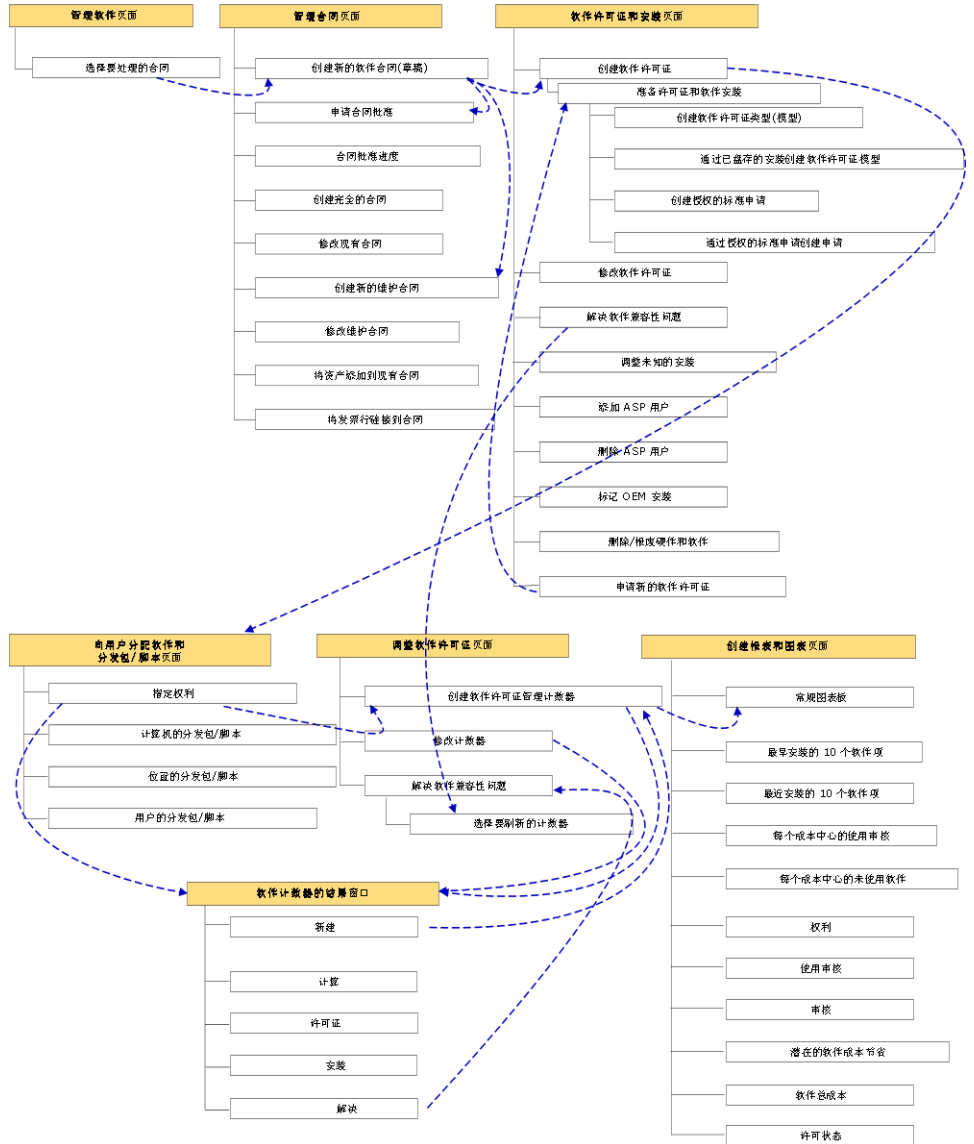 管理软件页面
选择要处理的合同
管理合同页面
创建新的软件合同(草稿)
申请合同批准
合同批准进度
创建完全的合同
修改现有合同
创建新的维护合同
修改维护合同
将资产添加到现有合同
将发票行链接到合同
软件许可证和安装页面
创建软件许可证
准备许可证和软件安装
创建软件许可证类型(模型)
通过已盘存的安装创建软件许可证模型
创建授权的标准申请
通过授权的标准申请创建申请
修改软件许可证
解决软件兼容性问题
调整未知的安装
添加 ASP 用户
删除 ASP 用户
标记 OEM 安装
删除/报废硬件和软件
申请新的软件许可证
向用户分配软件和
分发包/脚本页面
指定权利
计算机的分发包/脚本
位置的分发包/脚本
用户的分发包/脚本
调整软件许可证页面
创建软件许可证管理计数器
修改计数器
解决软件兼容性问题
选择要刷新的计数器
软件计数器的结果窗口
新建
计算
许可证
安装
解决
创建报表和图表页面
常规图表板
最早安装的 10 个软件项
最近安装的 10 个软件项
每个成本中心的使用审核
每个成本中心的未使用软件
权利
使用审核
审核
潜在的软件成本节省
软件总成本
许可状态